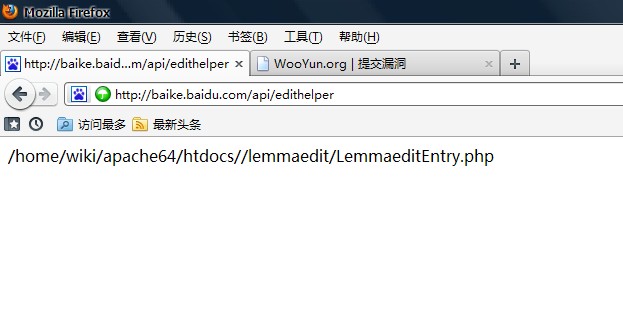 Mozilla Firefox
文件(F) 编辑(E) 查看(V) 历史(S) 书签(B) 工具(T) 帮助(H)
http://baike.baid...m/api/edithelper × WooYun.org | 提交漏洞 × +
http://baike.baidu.com/api/edithelper
访问最多 最新头条
/home/wiki/apache64/htdocs//lemmaedit/LemmaeditEntry.php